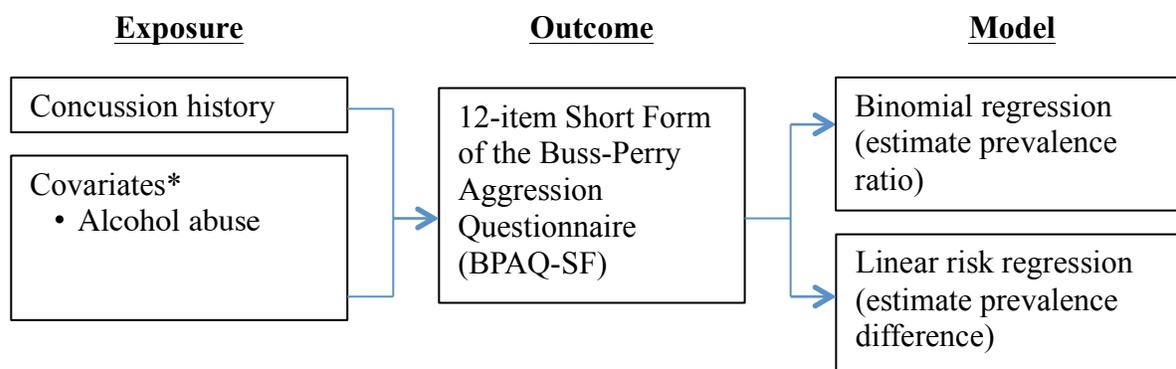 Exposure
Outcome
Model
Concussion history
Covariates*
• Alcohol abuse
12-item Short Form
of the Buss-Perry
Aggression
Questionnaire
(BPAQ-SF)
Binomial regression
(estimate prevalence
ratio)
Linear risk regression
(estimate prevalence
difference)